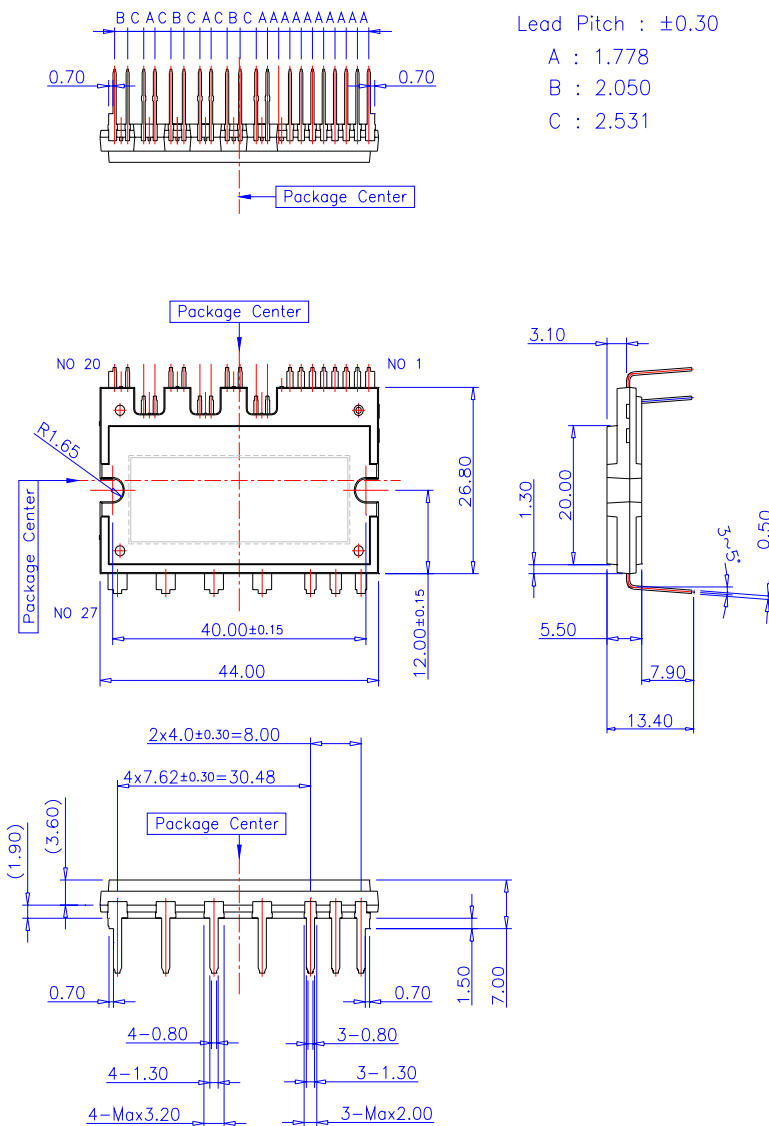 B C A C B C A C B C A A A A A A A A A A
Lead Pitch : ±0.30
A : 1.778
B : 2.050
C : 2.531
0.70
0.70
Package Center
Package Center
NO 20
NO 1
R1.65
Package Center
26.80
12.00±0.15
NO 27
40.00±0.15
44.00
3.10
1.30
20.00
3~5°
0.50
5.50
7.90
13.40
2x4.0±0.30=8.00
4x7.62±0.30=30.48
Package Center
(1.90)
(3.60)
0.70
0.70
1.50
7.00
4-0.80
3-0.80
4-1.30
3-1.30
4-Max3.20
3-Max2.00